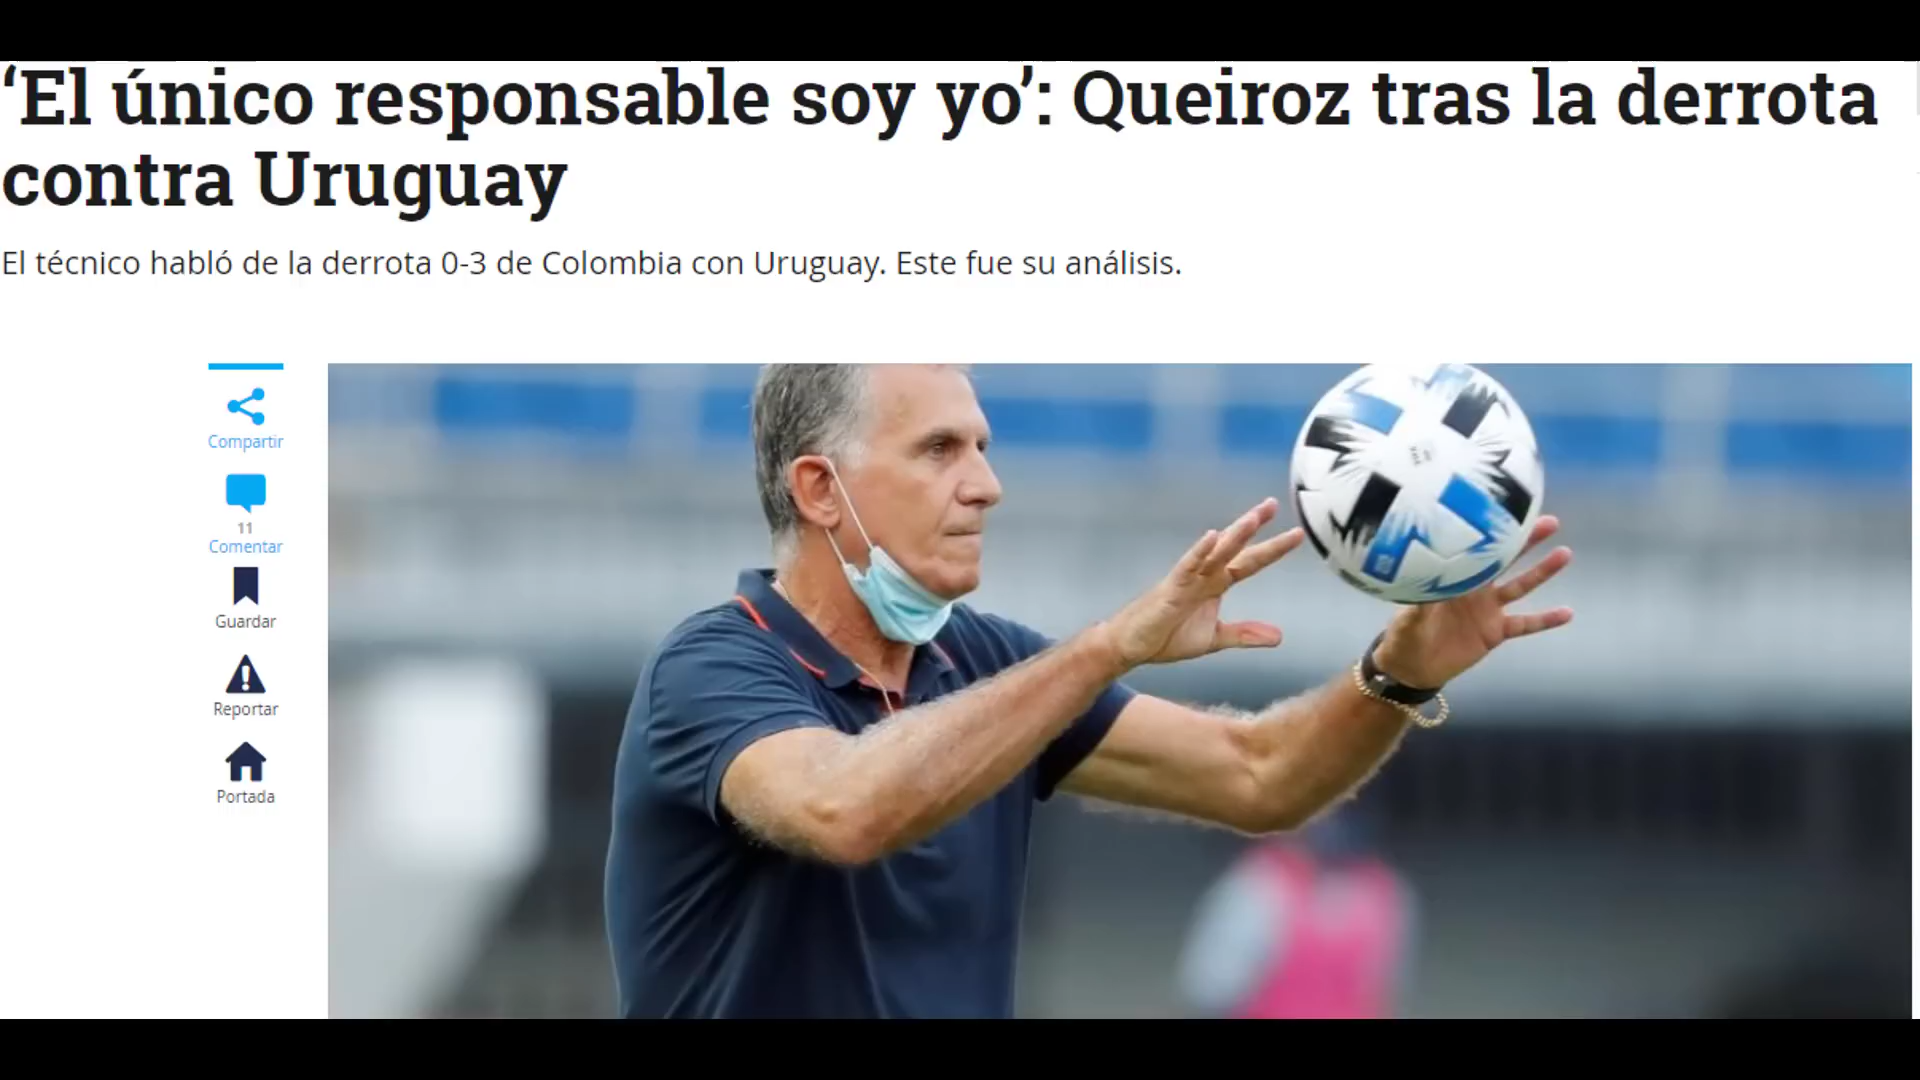 ‘El único responsable soy yo’: Queiroz tras la derrota
contra Uruguay
El técnico habló de la derrota 0-3 de Colombia con Uruguay. Este fue su análisis.
Compartir
11
Comentar
Guardar
Reportar
Portada